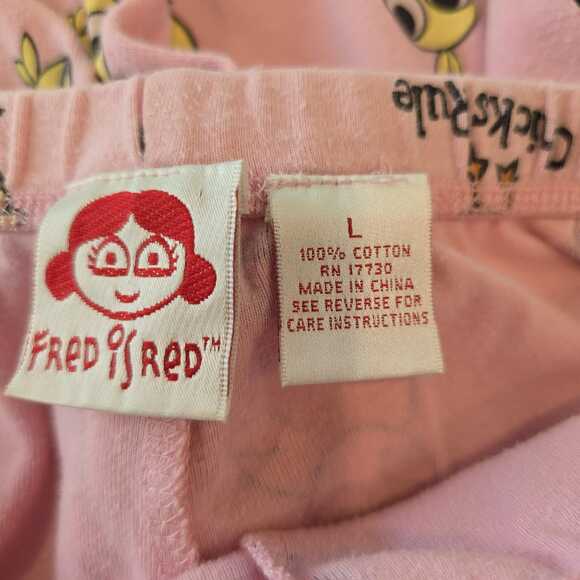 Chicks Rule
FRED iS RED™
L
100% COTTON
RN 17730
MADE IN CHINA
SEE REVERSE FOR
CARE INSTRUCTIONS